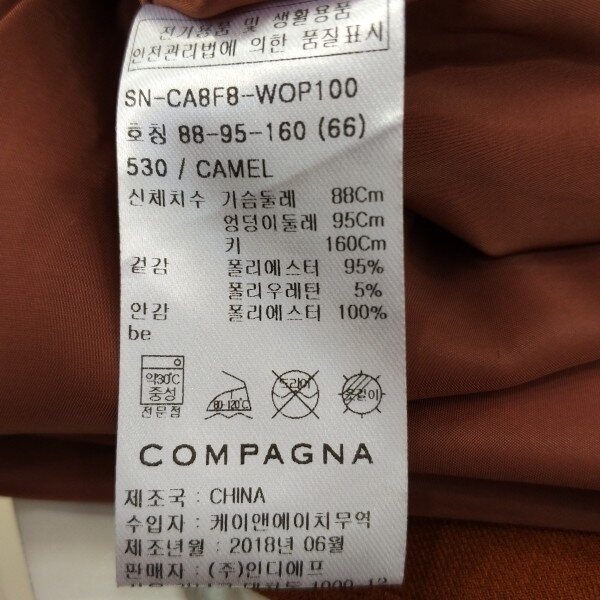 전기용품 및 생활용품
안전관리법에 의한 품질표시
SN-CA8F8-WOP100
호칭 88-95-160 (66)
530 / CAMEL
신체치수 가슴둘레 88Cm
엉덩이둘레 95Cm
키 160Cm
겉감 폴리에스터 95%
폴리우레탄 5%
안감 폴리에스터 100%
be
약30℃
중성
전문점
80-120℃
드라이
옷걸이
COMPAGNA
제조국 : CHINA
수입자 : 케이앤에이치무역
제조년월 : 2018년 06월
판매자 : (주)인디에프